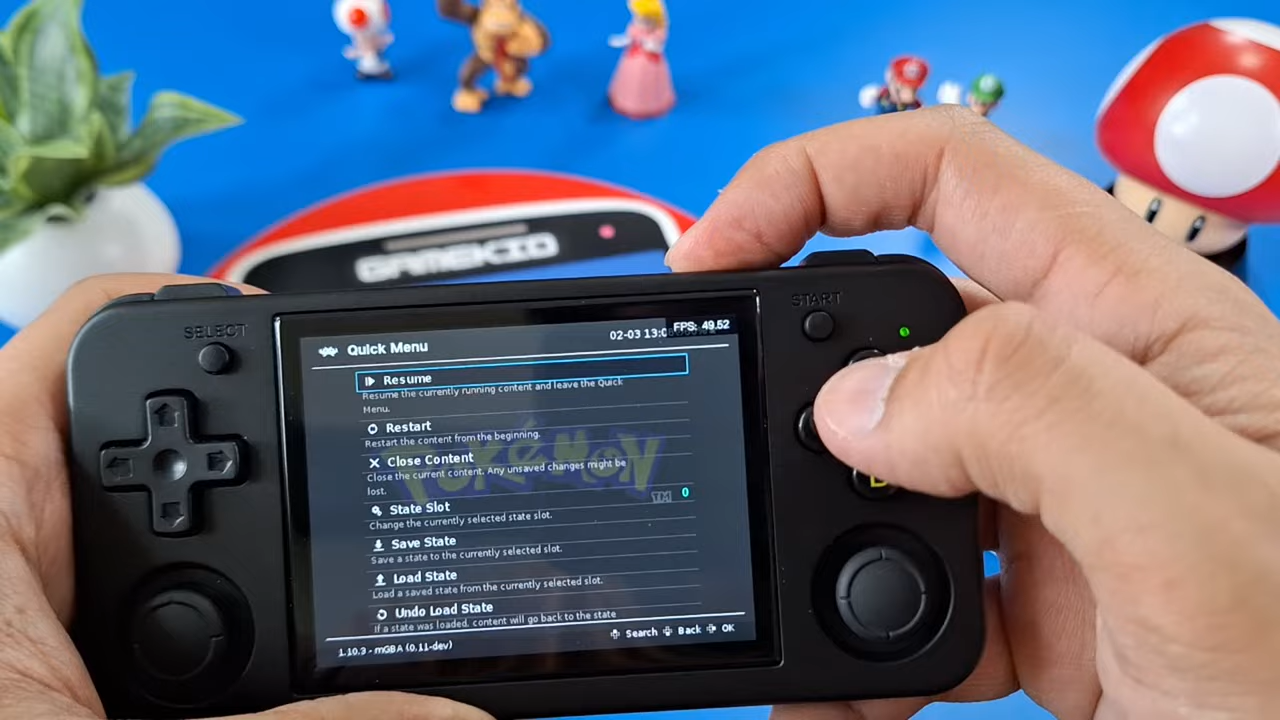 GAMEKID
SELECT
START
Quick Menu
02-03 13:0
FPS: 49.52
Resume
Resume the currently running content and leave the Quick
Menu.
Restart
Restart the content from the beginning.
POKéMON
Close Content
Close the current content. Any unsaved changes might be
lost.
TM
State Slot
0
Change the currently selected state slot.
Save State
Save a state to the currently selected slot.
Load State
Load a saved state from the currently selected slot.
Undo Load State
If a state was loaded, content will go back to the state
Search
Back
OK
1.10.3 - mGBA (0.11-dev)